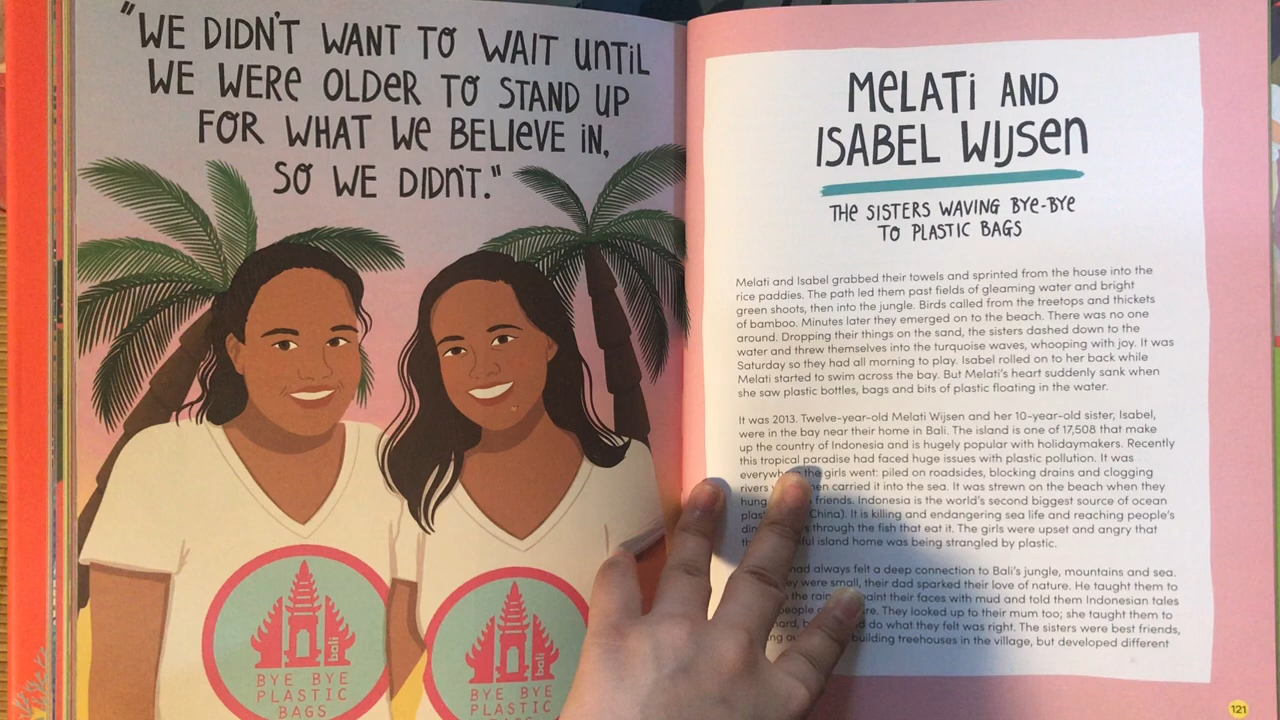 "WE DIDN'T WANT TO WAIT UNTIL
WE WERE OLDER TO STAND UP
FOR WHAT WE BELIEVE IN,
SO WE DIDN'T."
bali
BYE BYE
PLASTIC
BAGS
bali
BYE BYE
PLASTIC
BAGS
MELATI AND
ISABEL WIJSEN
THE SISTERS WAVING BYE-BYE
TO PLASTIC BAGS
Melati and Isabel grabbed their towels and sprinted from the house into the
rice paddies. The path led them past fields of gleaming water and bright
green shoots, then into the jungle. Birds called from the treetops and thickets
of bamboo. Minutes later they emerged on to the beach. There was no one
around. Dropping their things on the sand, the sisters dashed down to the
water and threw themselves into the turquoise waves, whooping with joy. It was
Saturday so they had all morning to play. Isabel rolled on to her back while
Melati started to swim across the bay. But Melati's heart suddenly sank when
she saw plastic bottles, bags and bits of plastic floating in the water.
It was 2013. Twelve-year-old Melati Wijsen and her 10-year-old sister, Isabel,
were in the bay near their home in Bali. The island is one of 17,508 that make
up the country of Indonesia and is hugely popular with holidaymakers. Recently
this tropical paradise had faced huge issues with plastic pollution. It was
everywhere the girls went: piled on roadsides, blocking drains and clogging
rivers carried it into the sea. It was strewn on the beach when they
hung friends. Indonesia is the world's second biggest source of ocean
China). It is killing and endangering sea life and reaching people's
through the fish that eat it. The girls were upset and angry that
island home was being strangled by plastic.
had always felt a deep connection to Bali's jungle, mountains and sea.
were small, their dad sparked their love of nature. He taught them to
the paint their faces with mud and told them Indonesian tales
people They looked up to their mum too; she taught them to
do what they felt was right. The sisters were best friends,
building treehouses in the village, but developed different
121